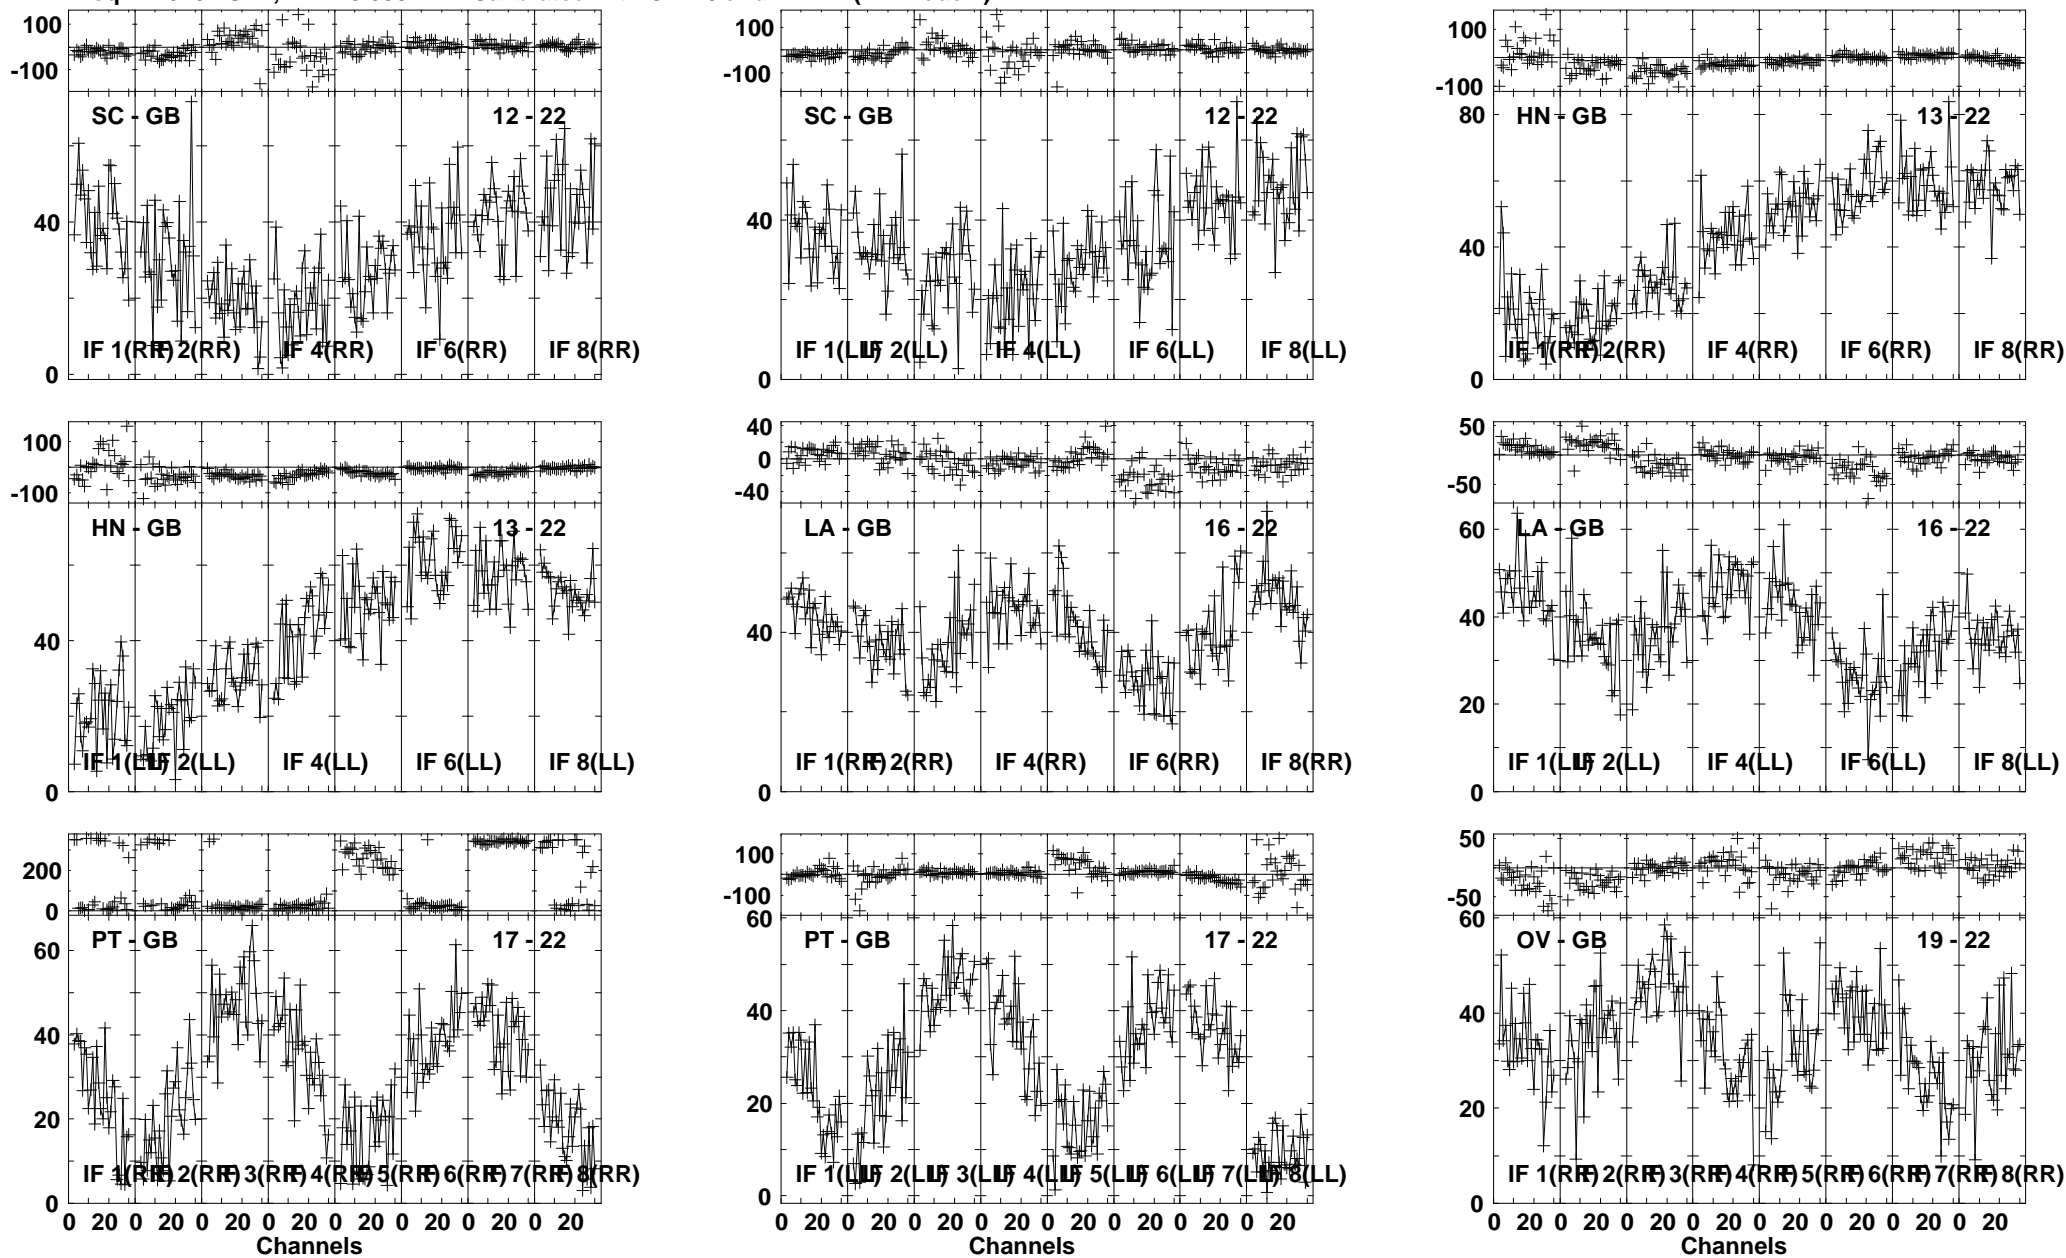 100
-100
SC - GB 12 - 22
40
0
IF 1(RR) IF 2(RR) IF 4(RR) IF 6(RR) IF 8(RR)
100
-100
SC - GB 12 - 22
40
0
IF 1(LL) IF 2(LL) IF 4(LL) IF 6(LL) IF 8(LL)
100
-100
80
HN - GB 13 - 22
40
0
IF 1(RR) IF 2(RR) IF 4(RR) IF 6(RR) IF 8(RR)
100
-100
HN - GB 13 - 22
40
0
IF 1(LL) IF 2(LL) IF 4(LL) IF 6(LL) IF 8(LL)
40
0
-40
LA - GB 16 - 22
40
0
IF 1(RR) IF 2(RR) IF 4(RR) IF 6(RR) IF 8(RR)
50
-50
60
LA - GB 16 - 22
40
20
0
IF 1(LL) IF 2(LL) IF 4(LL) IF 6(LL) IF 8(LL)
200
0
PT - GB 17 - 22
60
40
20
0
IF 1(RR) IF 2(RR) IF 3(RR) IF 4(RR) IF 5(RR) IF 6(RR) IF 7(RR) IF 8(RR)
0 20 0 20 0 20 0 20 0 20 0 20 0 20 0 20
Channels
100
-100
60
PT - GB 17 - 22
40
20
0
IF 1(LL) IF 2(LL) IF 3(LL) IF 4(LL) IF 5(LL) IF 6(LL) IF 7(LL) IF 8(LL)
0 20 0 20 0 20 0 20 0 20 0 20 0 20 0 20
Channels
50
-50
60
OV - GB 19 - 22
40
20
0
IF 1(RR) IF 2(RR) IF 3(RR) IF 4(RR) IF 5(RR) IF 6(RR) IF 7(RR) IF 8(RR)
0 20 0 20 0 20 0 20 0 20 0 20 0 20 0 20
Channels